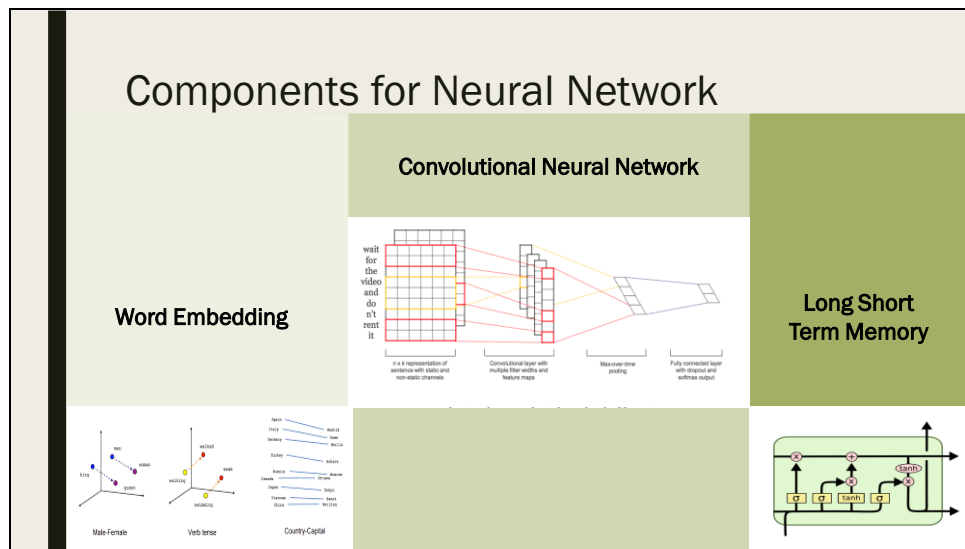 Components for Neural Network
Convolutional Neural Network
wait
for
the
video
and
do
n't
rent
it
n x k representation of
sentence with static and
non-static channels
Convolutional layer with
multiple filter widths and
feature maps
Max-over-time
pooling
Fully connected layer
with dropout and
softmax output
Word Embedding
Long Short
Term Memory
man
woman
king
queen
Male-Female
walked
swam
walking
swimming
Verb tense
Spain
Madrid
Italy
Rome
Germany
Berlin
Turkey
Ankara
Russia
Moscow
Canada
Ottawa
Japan
Tokyo
Vietnam
Hanoi
China
Beijing
Country-Capital
× +
tanh
× ×
σ σ tanh σ